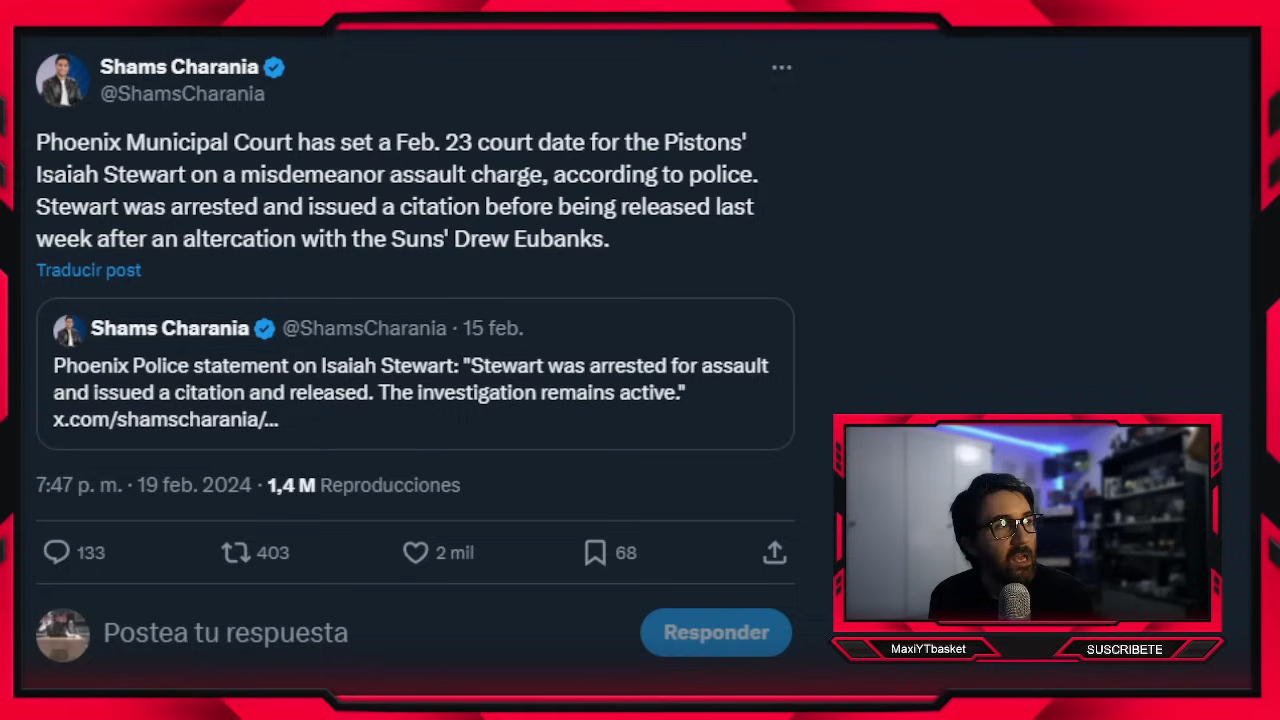 Shams Charania
@ShamsCharania
Phoenix Municipal Court has set a Feb. 23 court date for the Pistons'
Isaiah Stewart on a misdemeanor assault charge, according to police.
Stewart was arrested and issued a citation before being released last
week after an altercation with the Suns' Drew Eubanks.
Traducir post
Shams Charania @ShamsCharania · 15 feb.
Phoenix Police statement on Isaiah Stewart: "Stewart was arrested for assault
and issued a citation and released. The investigation remains active."
x.com/shamscharania/...
7:47 p. m. · 19 feb. 2024 · 1,4 M Reproducciones
133 403 2 mil 68
Postea tu respuesta Responder
MaxiYTbasket SUSCRIBETE